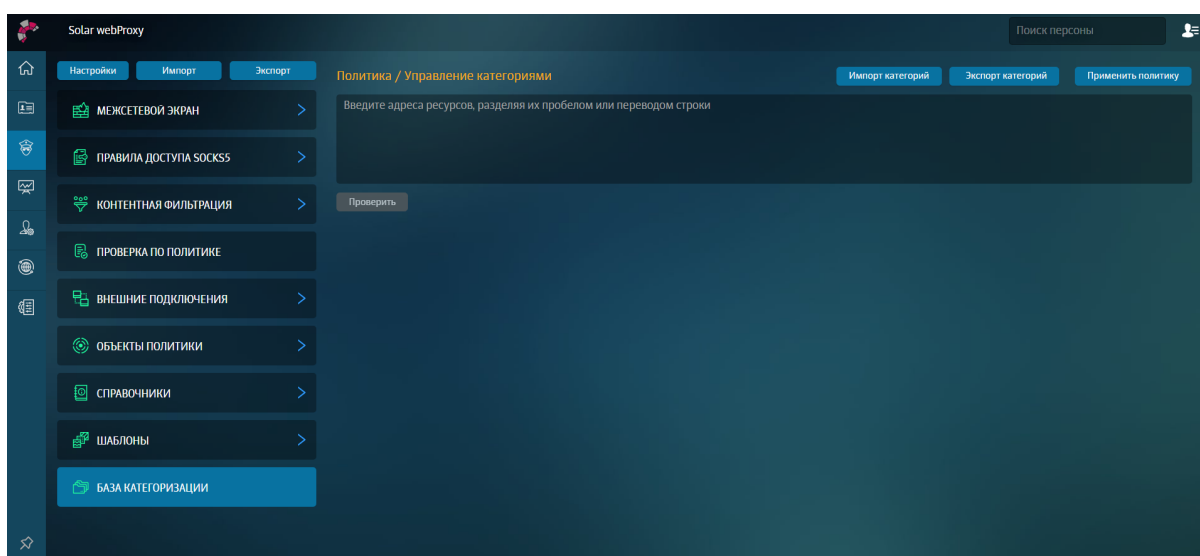 Solar webProxy
Поиск персоны
Настройки
Импорт
Экспорт
МЕЖСЕТЕВОЙ ЭКРАН
ПРАВИЛА ДОСТУПА SOCKS5
КОНТЕНТНАЯ ФИЛЬТРАЦИЯ
ПРОВЕРКА ПО ПОЛИТИКЕ
ВНЕШНИЕ ПОДКЛЮЧЕНИЯ
ОБЪЕКТЫ ПОЛИТИКИ
СПРАВОЧНИКИ
ШАБЛОНЫ
БАЗА КАТЕГОРИЗАЦИИ
Политика / Управление категориями
Импорт категорий
Экспорт категорий
Применить политику
Введите адреса ресурсов, разделяя их пробелом или переводом строки
Проверить